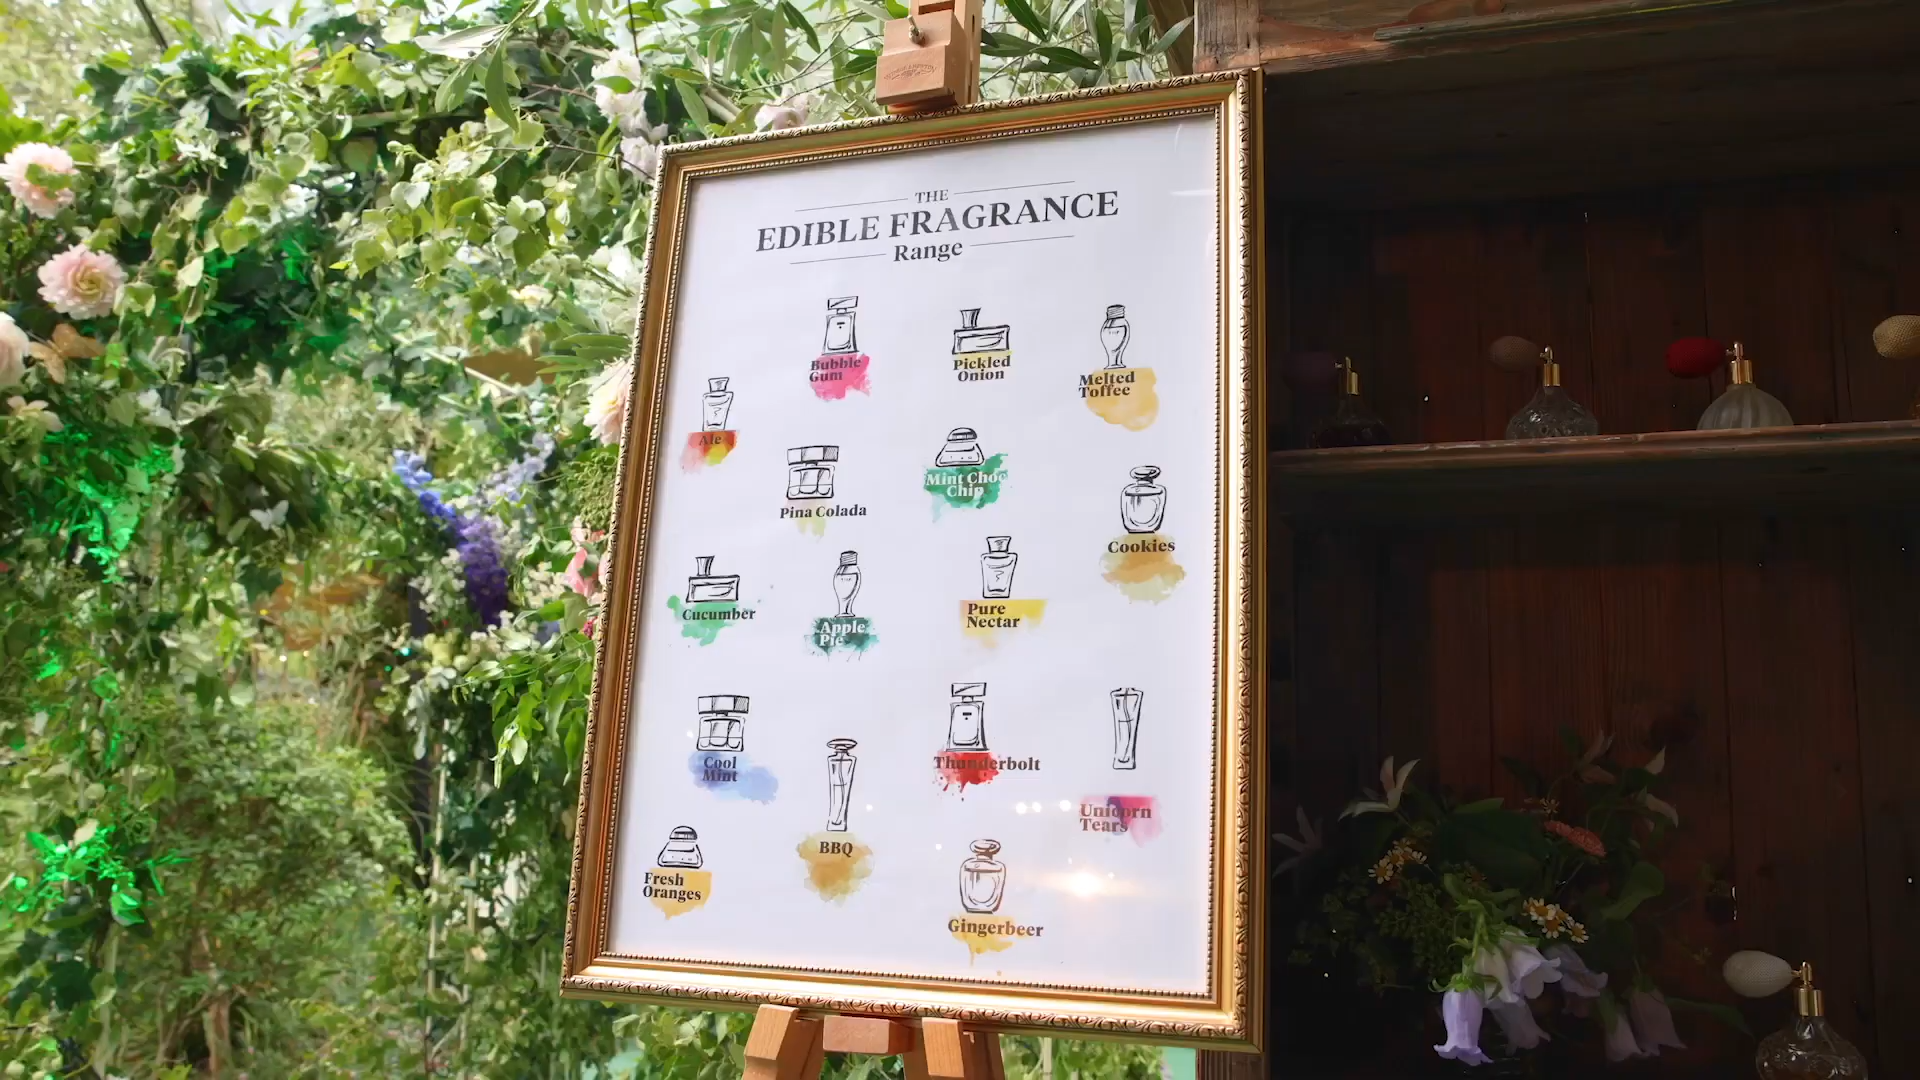 THE
EDIBLE FRAGRANCE
Range
Bubble
Gum
Pickled
Onion
Melted
Toffee
Ale
Pina Colada
Mint Choc
Chip
Cookies
Cucumber
Apple
Pie
Pure
Nectar
Cool
Mint
BBQ
Thunderbolt
Unicorn
Tears
Fresh
Oranges
Gingerbeer